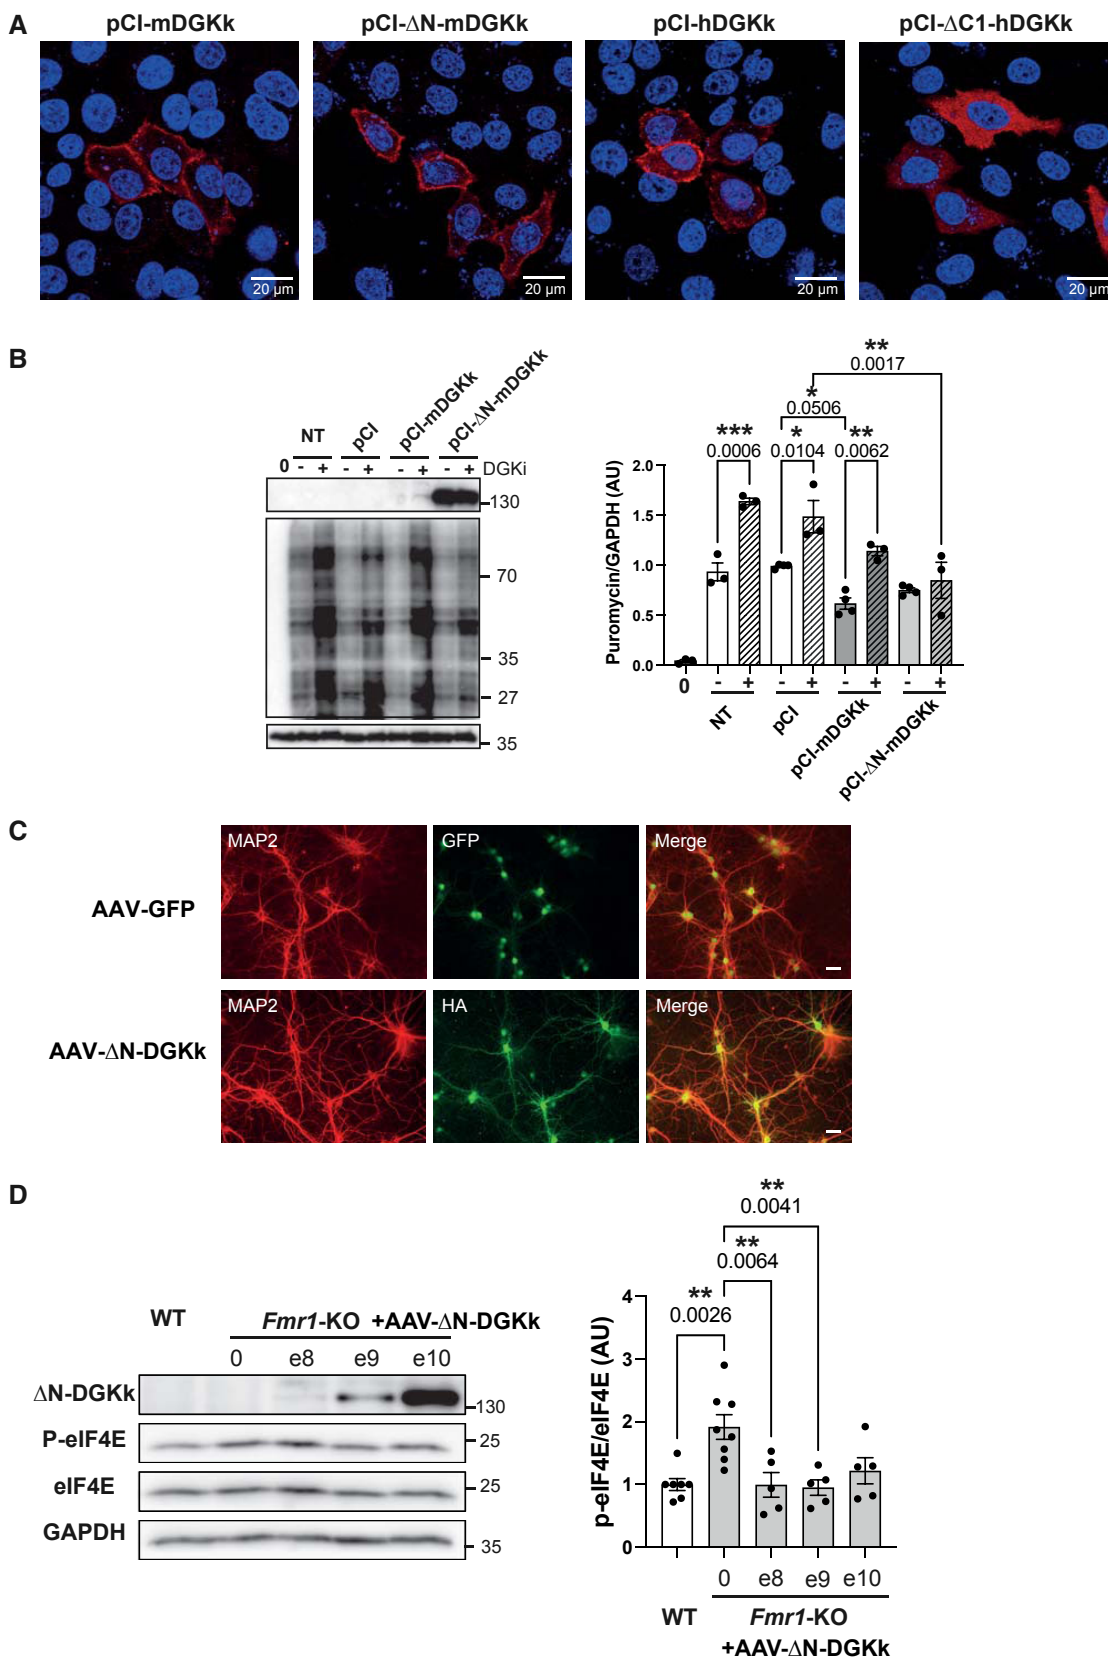 A
pCI-mDGKk
pCI-ΔN-mDGKk
pCI-hDGKk
pCI-ΔC1-hDGKk
20 µm
20 µm
20 µm
20 µm
B
NT
pCI
pCI-mDGKk
pCI-ΔN-mDGKk
0 - + - + - + - + DGKi
130
70
35
27
35
**
0.0017
*
0.0506
***
0.0006
*
0.0104
**
0.0062
Puromycin/GAPDH (AU)
2.0
1.5
1.0
0.5
0.0
0 - + - + - + - +
NT
pCI
pCI-mDGKk
pCI-ΔN-mDGKk
C
AAV-GFP
MAP2
GFP
Merge
AAV-ΔN-DGKk
MAP2
HA
Merge
D
WT
Fmr1-KO +AAV-ΔN-DGKk
0 e8 e9 e10
ΔN-DGKk
130
P-eIF4E
25
eIF4E
25
GAPDH
35
**
0.0041
**
0.0064
**
0.0026
p-eIF4E/eIF4E (AU)
4
3
2
1
0
0 e8 e9 e10
WT
Fmr1-KO
+AAV-ΔN-DGKk